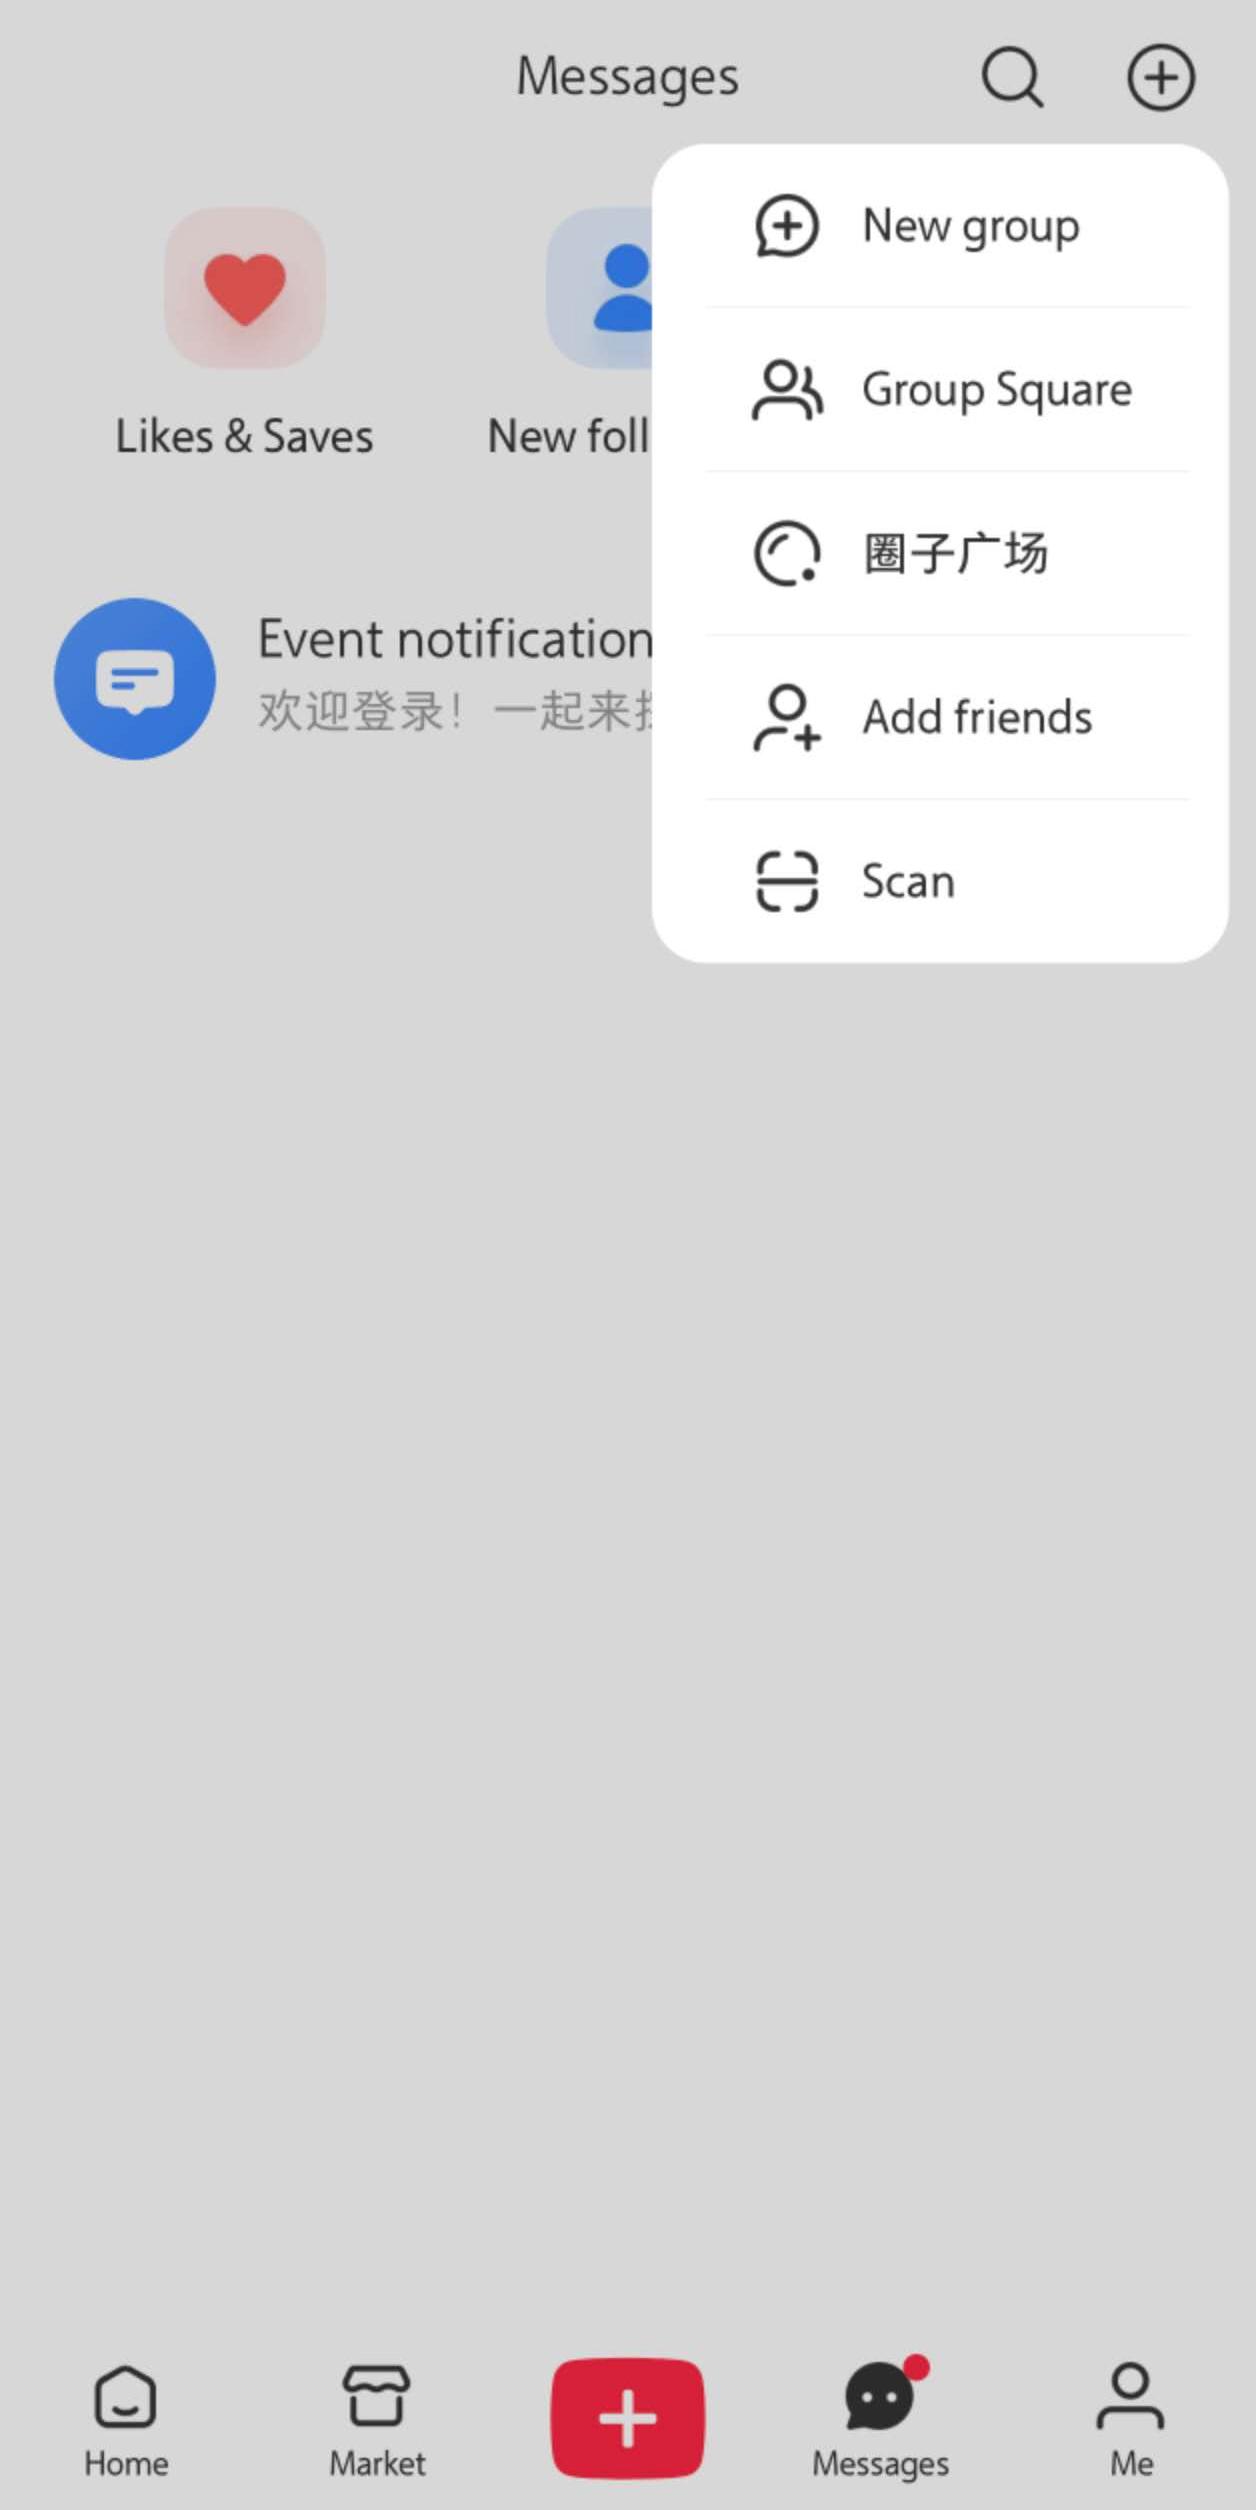 Messages
New group
Group Square
圈子广场
Add friends
Scan
Likes & Saves
New foll
Event notification
欢迎登录！一起来
Home
Market
Messages
Me